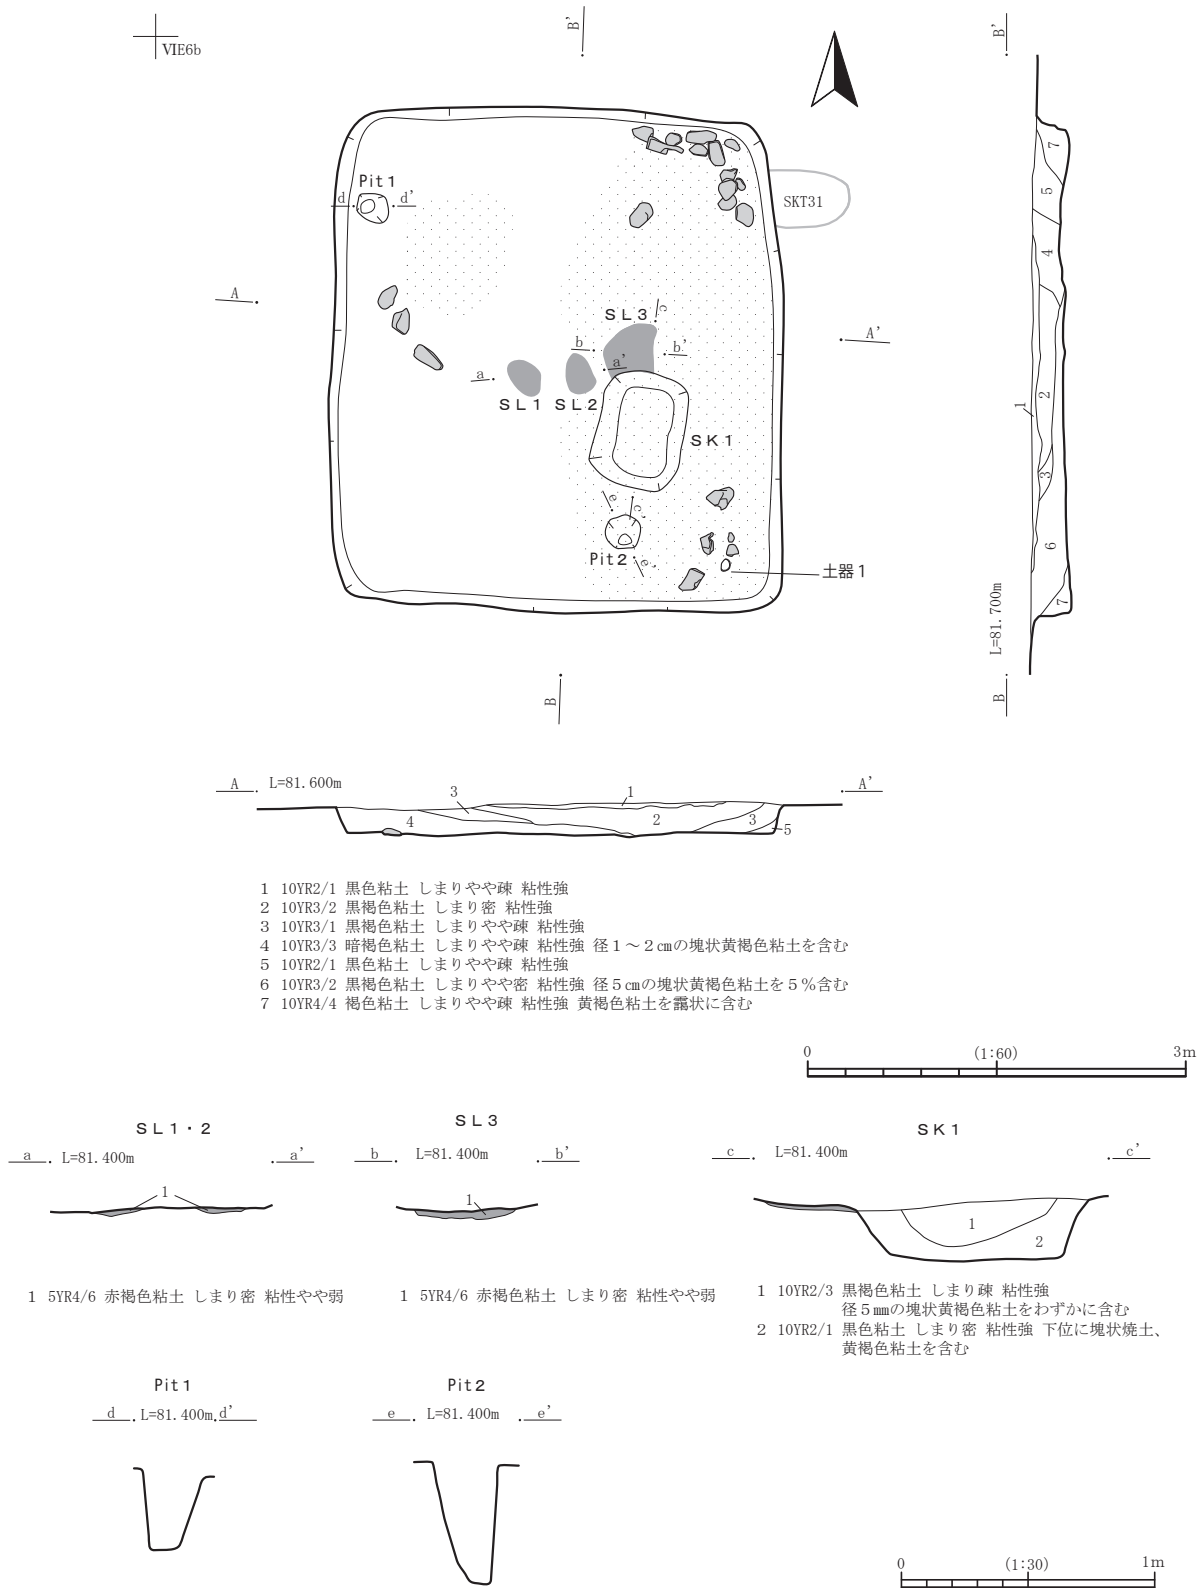 ⅥE6b
B'
B'
Pit1
d
d'
SKT31
A
A'
SL3
c
b
b'
a
a'
SL1 SL2
SK1
e
c'
Pit2
e'
土器1
B
7
5
4
1
2
3
6
7
L=81.700m
B
A
L=81.600m
A'
3
1
4
2
3
5
1 10YR2/1 黒色粘土 しまりやや疎 粘性強
2 10YR3/2 黒褐色粘土 しまり密 粘性強
3 10YR3/1 黒褐色粘土 しまりやや疎 粘性強
4 10YR3/3 暗褐色粘土 しまりやや疎 粘性強 径1～2㎝の塊状黄褐色粘土を含む
5 10YR2/1 黒色粘土 しまりやや疎 粘性強
6 10YR3/2 黒褐色粘土 しまりやや密 粘性強 径5㎝の塊状黄褐色粘土を5％含む
7 10YR4/4 褐色粘土 しまりやや疎 粘性強 黄褐色粘土を靄状に含む
0 (1:60) 3m
SL1・2
a L=81.400m a'
1
1 5YR4/6 赤褐色粘土 しまり密 粘性やや弱
SL3
b L=81.400m b'
1
1 5YR4/6 赤褐色粘土 しまり密 粘性やや弱
SK1
c L=81.400m c'
1
2
1 10YR2/3 黒褐色粘土 しまり疎 粘性強
径5㎜の塊状黄褐色粘土をわずかに含む
2 10YR2/1 黒色粘土 しまり密 粘性強 下位に塊状焼土、
黄褐色粘土を含む
Pit1
d L=81.400m d'
Pit2
e L=81.400m e'
0 (1:30) 1m